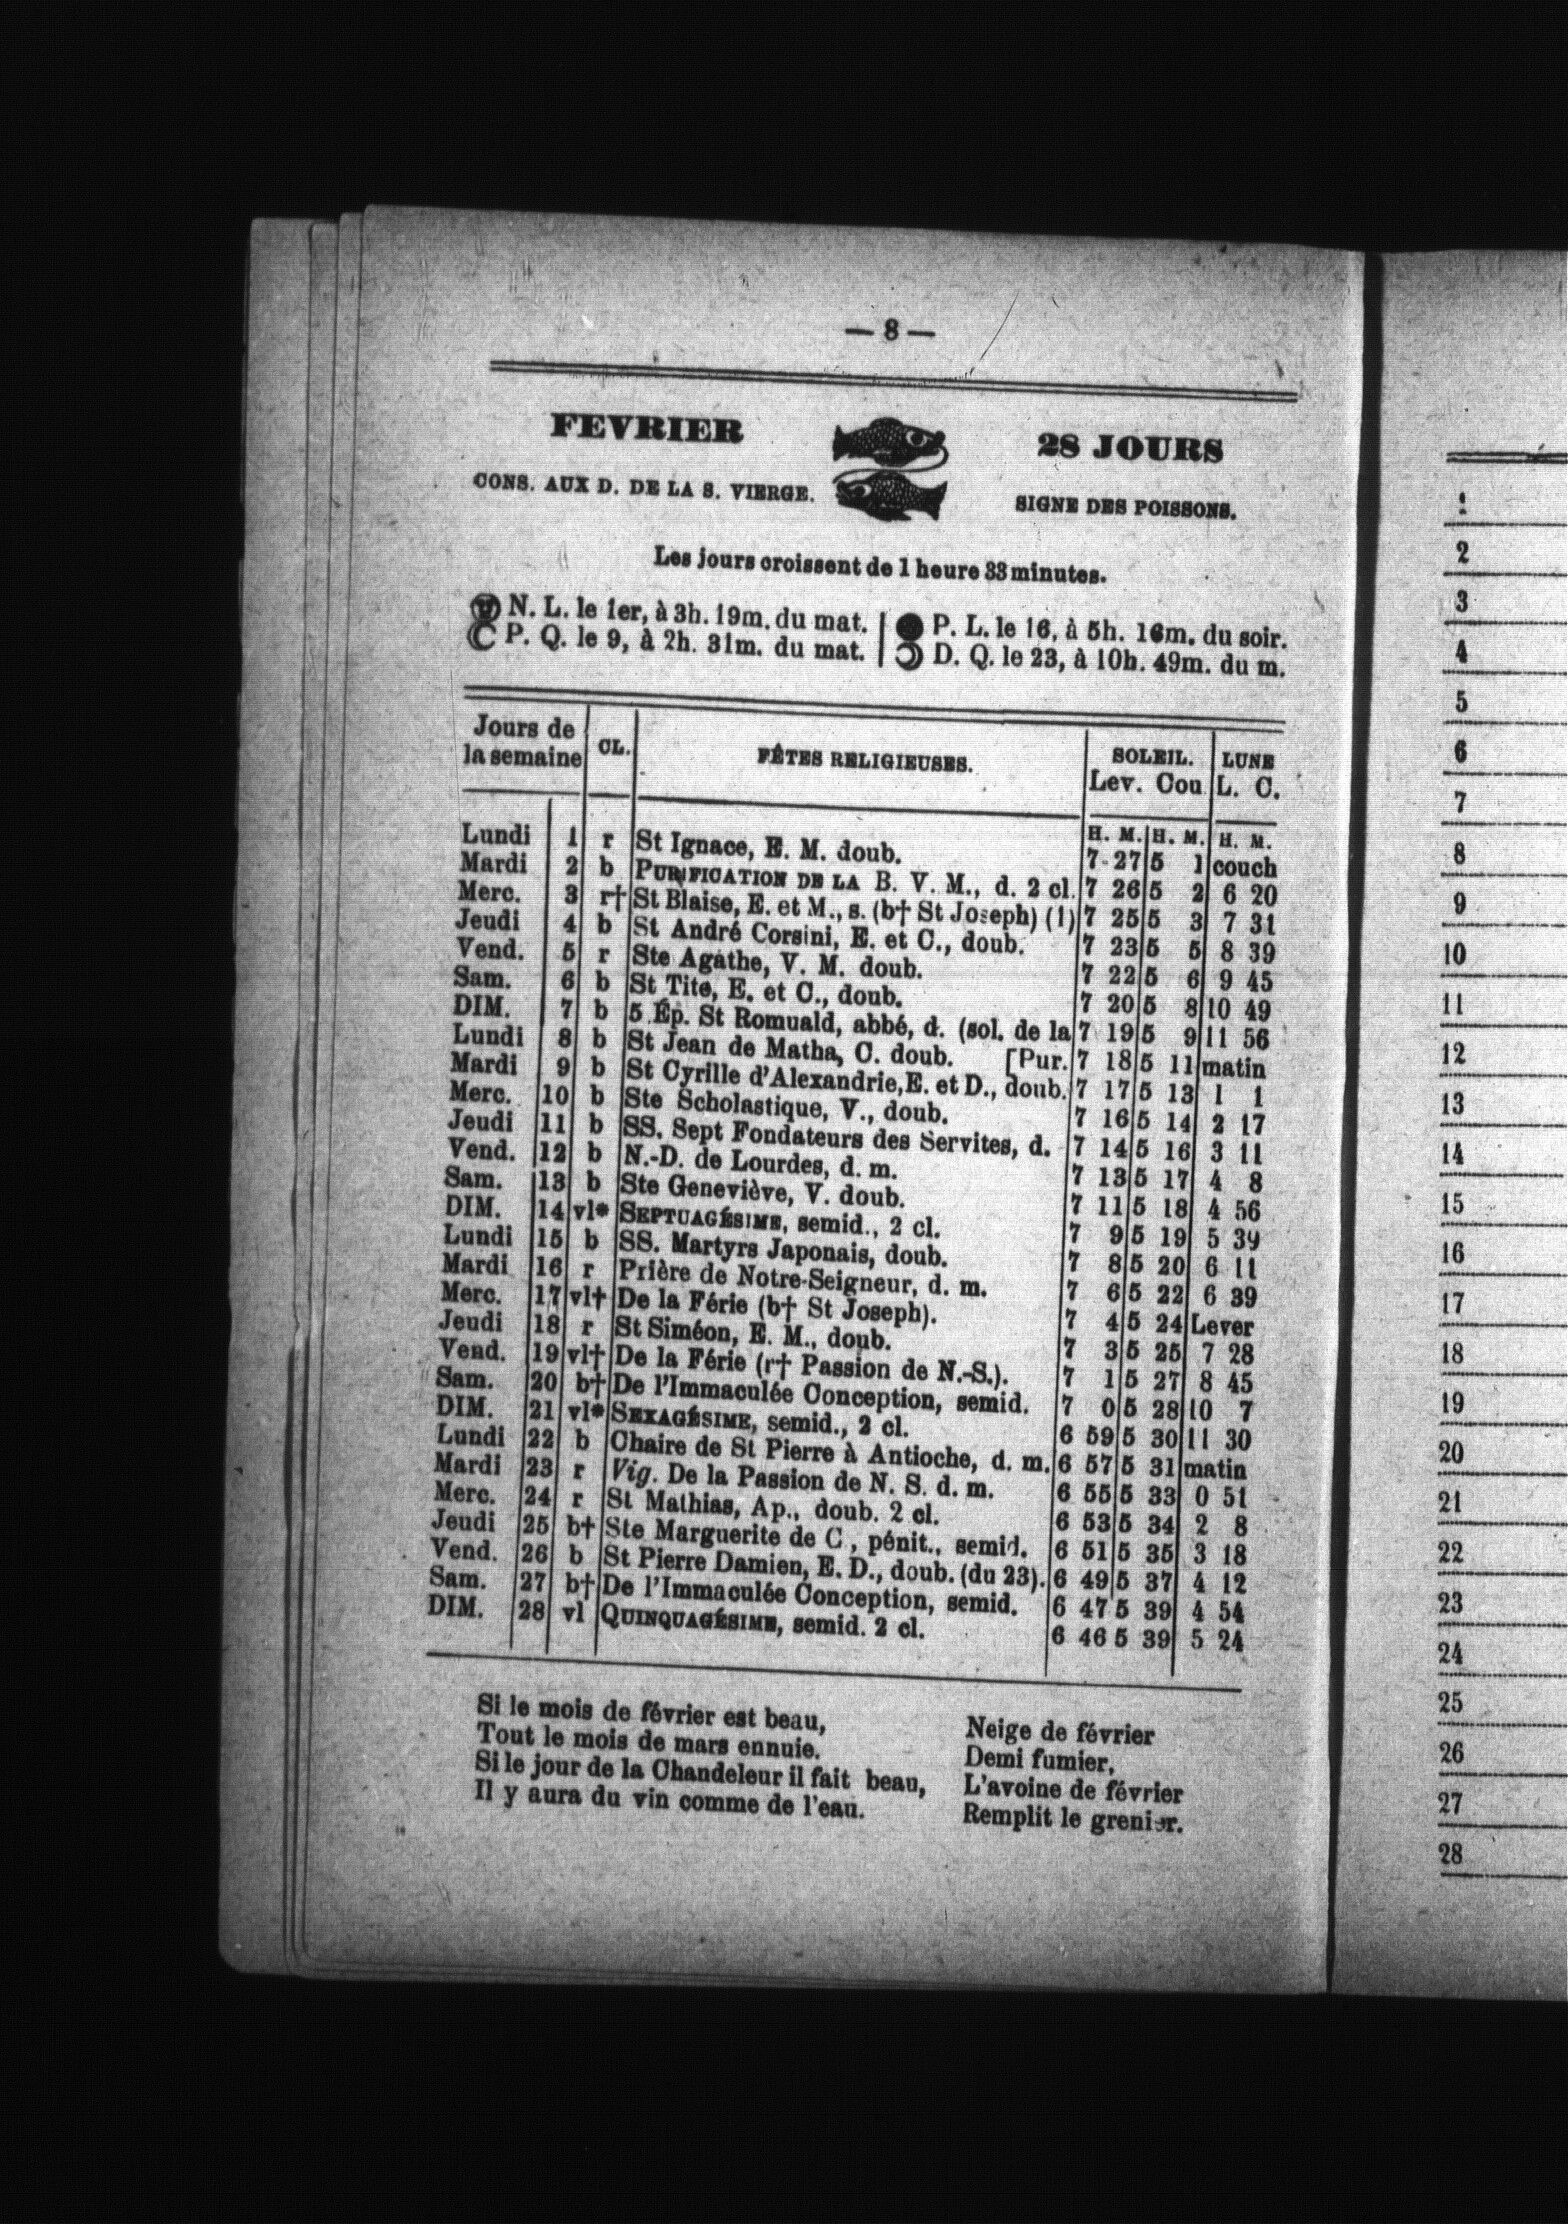 — 8 —
FEVRIER
28 JOURS
CONS. AUX D. DE LA S. VIERGE.
SIGNE DES POISSONS.
Les jours croissent de 1 heure 33 minutes.
N. L. le 1er, à 3h. 19m. du mat.
P. Q. le 9, à 2h. 31m. du mat.
P. L. le 16, à 5h. 16m. du soir.
D. Q. le 23, à 10h. 49m. du m.
Jours de la semaine CL. FÊTES RELIGIEUSES. SOLEIL. LUNE
Lev. Cou L. C.
H. M. H. M. H. M.
Lundi 1 r St Ignace, E. M. doub. 7 27 5 1 couch
Mardi 2 b PURIFICATION DE LA B. V. M., d. 2 cl. 7 26 5 2 6 20
Merc. 3 r† St Blaise, E. et M., s. (b† St Joseph) (1) 7 25 5 3 7 31
Jeudi 4 b St André Corsini, E. et C., doub. 7 23 5 5 8 39
Vend. 5 r Ste Agathe, V. M. doub. 7 22 5 6 9 45
Sam. 6 b St Tite, E. et C., doub. 7 20 5 8 10 49
DIM. 7 b 5 Ép. St Romuald, abbé, d. (sol. de la 7 19 5 9 11 56
Lundi 8 b St Jean de Matha, C. doub. [Pur. 7 18 5 11 matin
Mardi 9 b St Cyrille d'Alexandrie, E. et D., doub. 7 17 5 13 1 1
Merc. 10 b Ste Scholastique, V., doub. 7 16 5 14 2 17
Jeudi 11 b SS. Sept Fondateurs des Servites, d. 7 14 5 16 3 11
Vend. 12 b N.-D. de Lourdes, d. m. 7 13 5 17 4 8
Sam. 13 b Ste Geneviève, V. doub. 7 11 5 18 4 56
DIM. 14 vl* SEPTUAGÉSIME, semid., 2 cl. 7 9 5 19 5 39
Lundi 15 b SS. Martyrs Japonais, doub. 7 8 5 20 6 11
Mardi 16 r Prière de Notre-Seigneur, d. m. 7 6 5 22 6 39
Merc. 17 vl† De la Férie (b† St Joseph). 7 4 5 24 Lever
Jeudi 18 r St Siméon, E. M., doub. 7 3 5 25 7 28
Vend. 19 vl† De la Férie (r† Passion de N.-S.). 7 1 5 27 8 45
Sam. 20 b† De l'Immaculée Conception, semid. 7 0 5 28 10 7
DIM. 21 vl* SEXAGÉSIME, semid., 2 cl. 6 59 5 30 11 30
Lundi 22 b Chaire de St Pierre à Antioche, d. m. 6 57 5 31 matin
Mardi 23 r Vig. De la Passion de N. S. d. m. 6 55 5 33 0 51
Merc. 24 r St Mathias, Ap., doub. 2 cl. 6 53 5 34 2 8
Jeudi 25 b† Ste Marguerite de C , pénit., semid. 6 51 5 35 3 18
Vend. 26 b St Pierre Damien, E. D., doub. (du 23). 6 49 5 37 4 12
Sam. 27 b† De l'Immaculée Conception, semid. 6 47 5 39 4 54
DIM. 28 vl QUINQUAGÉSIME, semid. 2 cl. 6 46 5 39 5 24
Si le mois de février est beau,
Tout le mois de mars ennuie.
Si le jour de la Chandeleur il fait beau,
Il y aura du vin comme de l'eau.
Neige de février
Demi fumier,
L'avoine de février
Remplit le grenier.
1
2
3
4
5
6
7
8
9
10
11
12
13
14
15
16
17
18
19
20
21
22
23
24
25
26
27
28